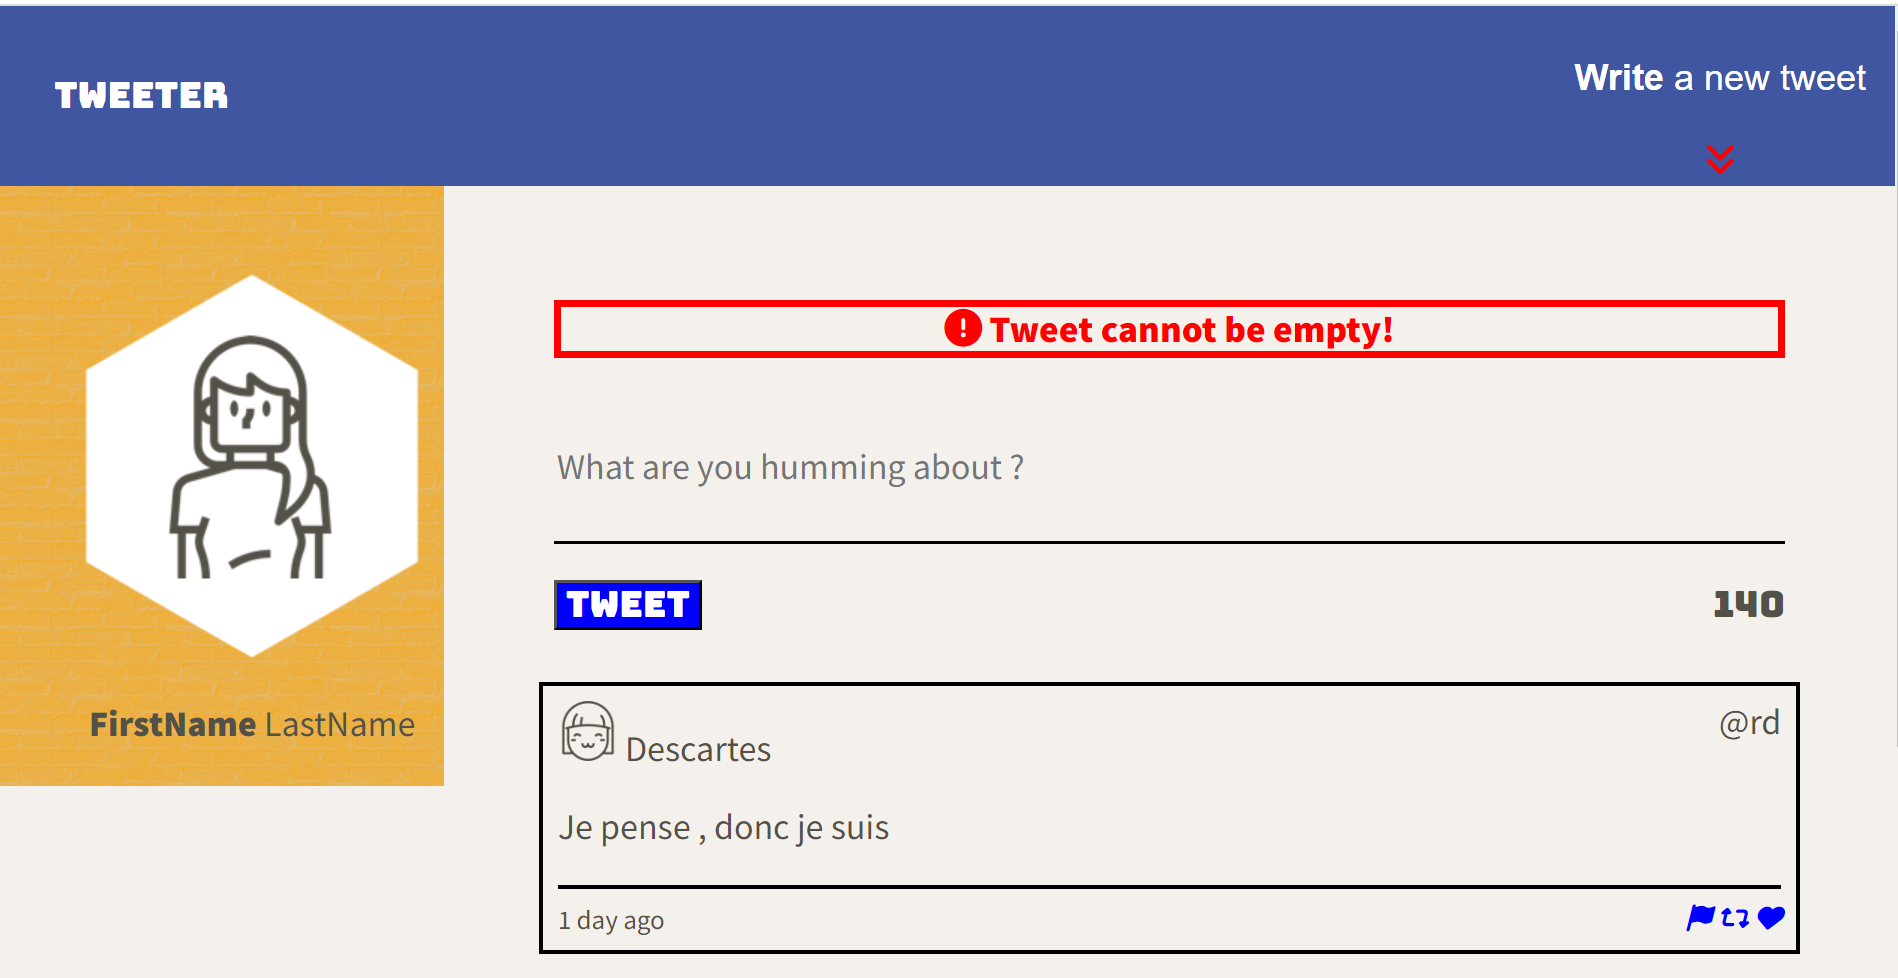 TWEETER
Write a new tweet
Tweet cannot be empty!
What are you humming about ?
TWEET
140
FirstName LastName
Descartes
@rd
Je pense , donc je suis
1 day ago